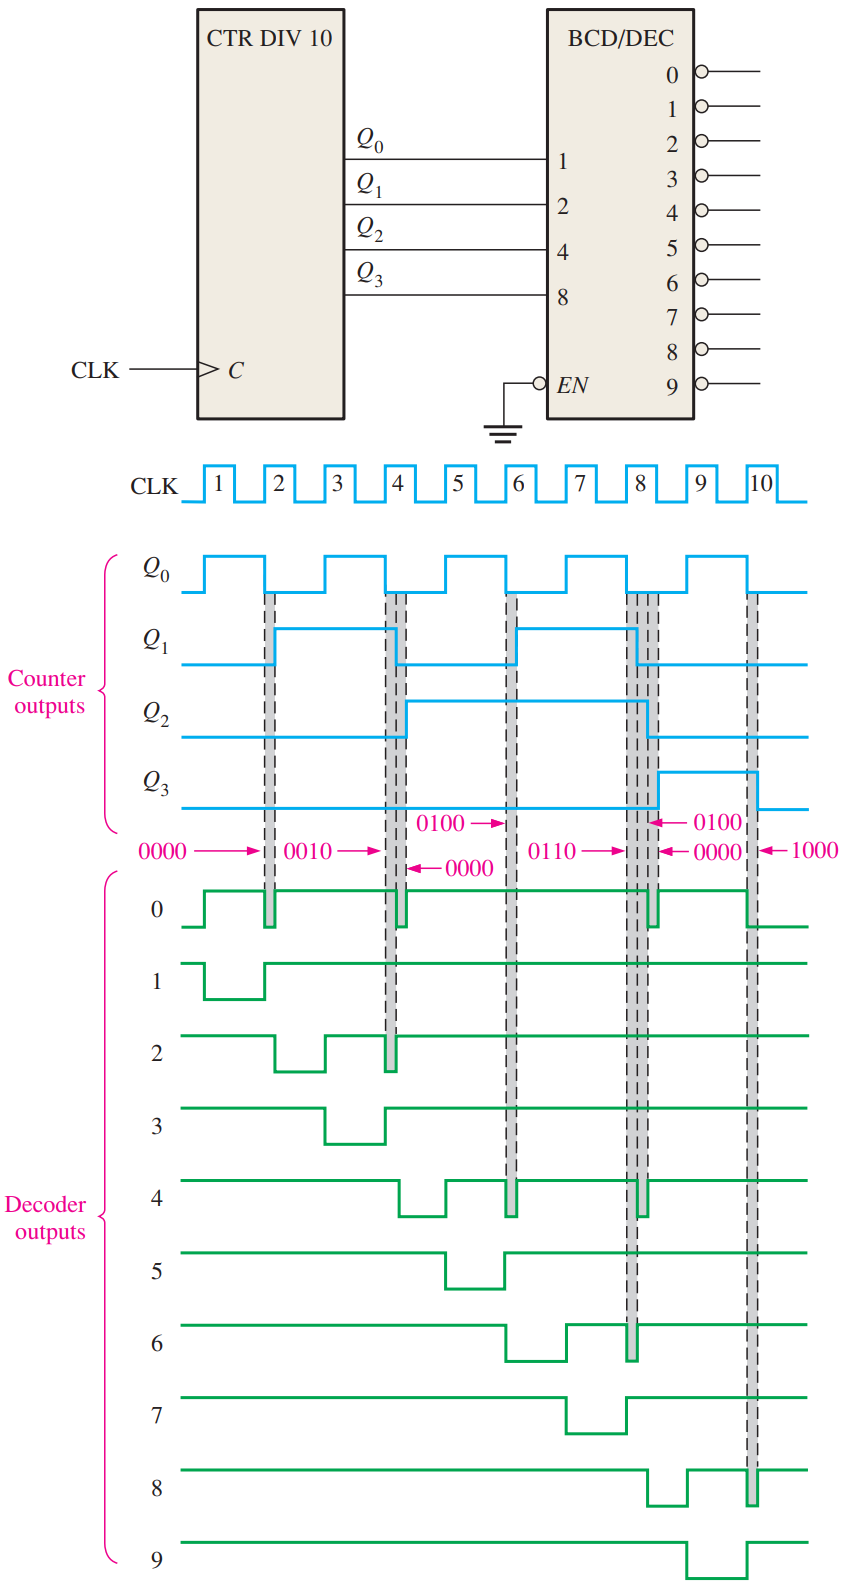 CTR DIV 10
BCD/DEC
0
1
2
3
4
5
6
7
8
9
Q0
Q1
Q2
Q3
1
2
4
8
CLK
C
EN
CLK 1 2 3 4 5 6 7 8 9 10
Counter
outputs
Q0
Q1
Q2
Q3
0100 0100
0000 0010 0110 0000 1000
0000
Decoder
outputs
0
1
2
3
4
5
6
7
8
9